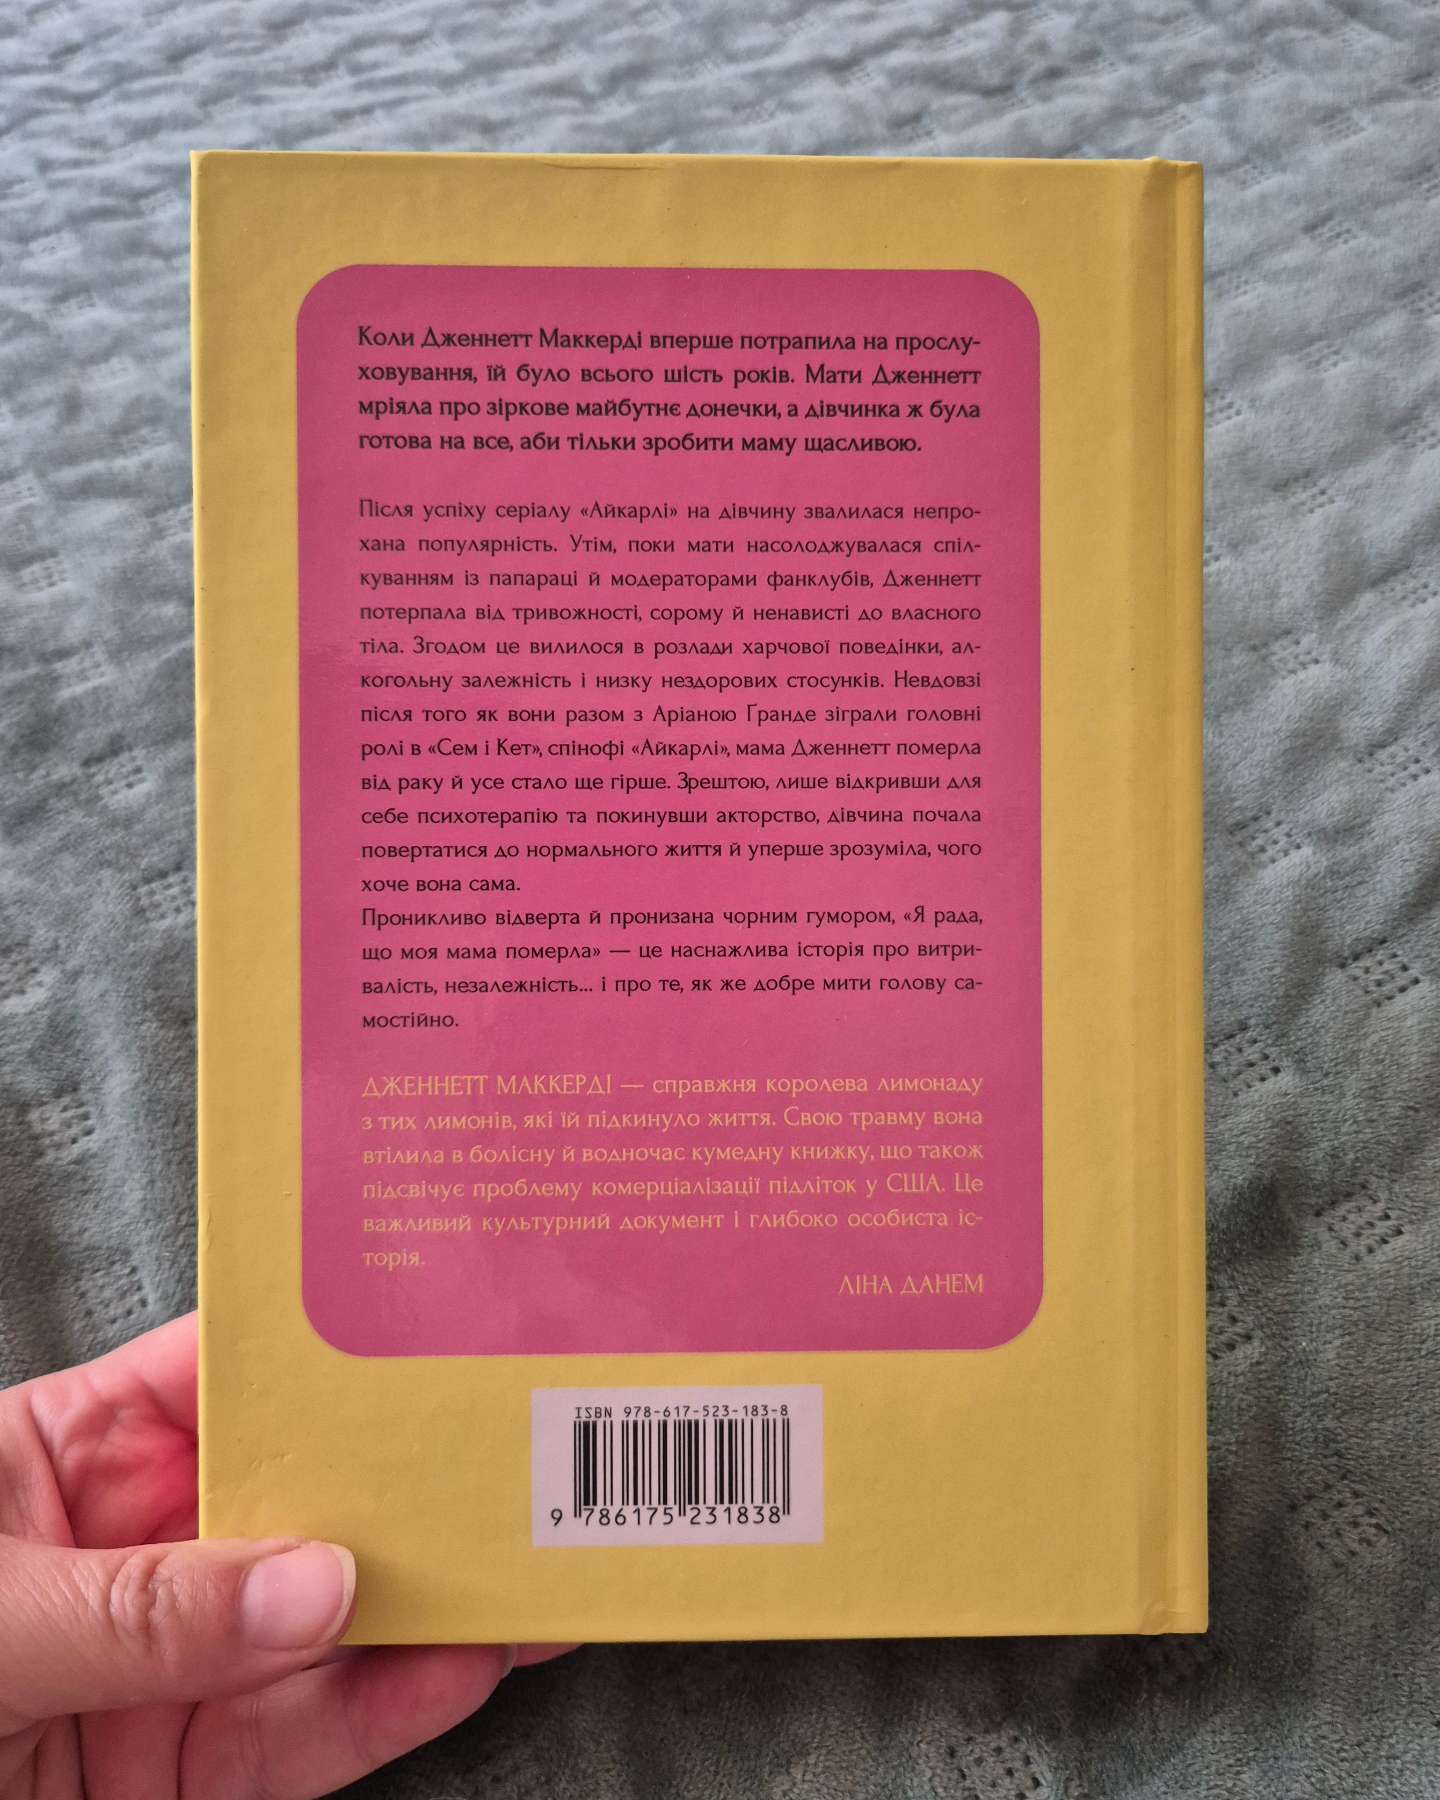 Коли Дженнетт Маккерді вперше потрапила на прослу-
ховування, їй було всього шість років. Мати Дженнетт
мріяла про зіркове майбутнє донечки, а дівчинка ж була
готова на все, аби тільки зробити маму щасливою.
Після успіху серіалу «Айкарлі» на дівчину звалилася непро-
хана популярність. Утім, поки мати насолоджувалася спіл-
куванням із папараці й модераторами фанклубів, Дженнетт
потерпала від тривожності, сорому й ненависті до власного
тіла. Згодом це вилилося в розлади харчової поведінки, ал-
когольну залежність і низку нездорових стосунків. Невдовзі
після того як вони разом з Аріаною Ґранде зіграли головні
ролі в «Сем і Кет», спінофі «Айкарлі», мама Дженнетт померла
від раку й усе стало ще гірше. Зрештою, лише відкривши для
себе психотерапію та покинувши акторство, дівчина почала
повертатися до нормального життя й уперше зрозуміла, чого
хоче вона сама.
Проникливо відверта й пронизана чорним гумором, «Я рада,
що моя мама померла» — це наснажлива історія про витри-
валість, незалежність... і про те, як же добре мити голову са-
мостійно.
ДЖЕННЕТТ МАККЕРДІ — справжня королева лимонаду
з тих лимонів, які їй підкинуло життя. Свою травму вона
втілила в болісну й водночас кумедну книжку, що також
підсвічує проблему комерціалізації підліток у США. Це
важливий культурний документ і глибоко особиста іс-
торія.
ЛІНА ДАНЕМ
ISBN 978-617-523-183-8
9 786175 231838